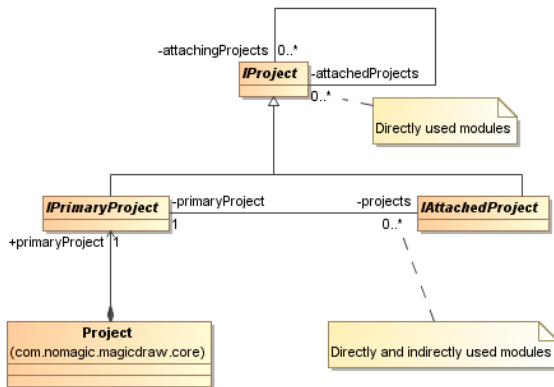 -attachingProjects 0..*
IProject
-attachedProjects
0..*
Directly used modules
IPrimaryProject
-primaryProject
1
-projects
0..*
IAttachedProject
+primaryProject 1
Project
(com.nomagic.magicdraw.core)
Directly and indirectly used modules